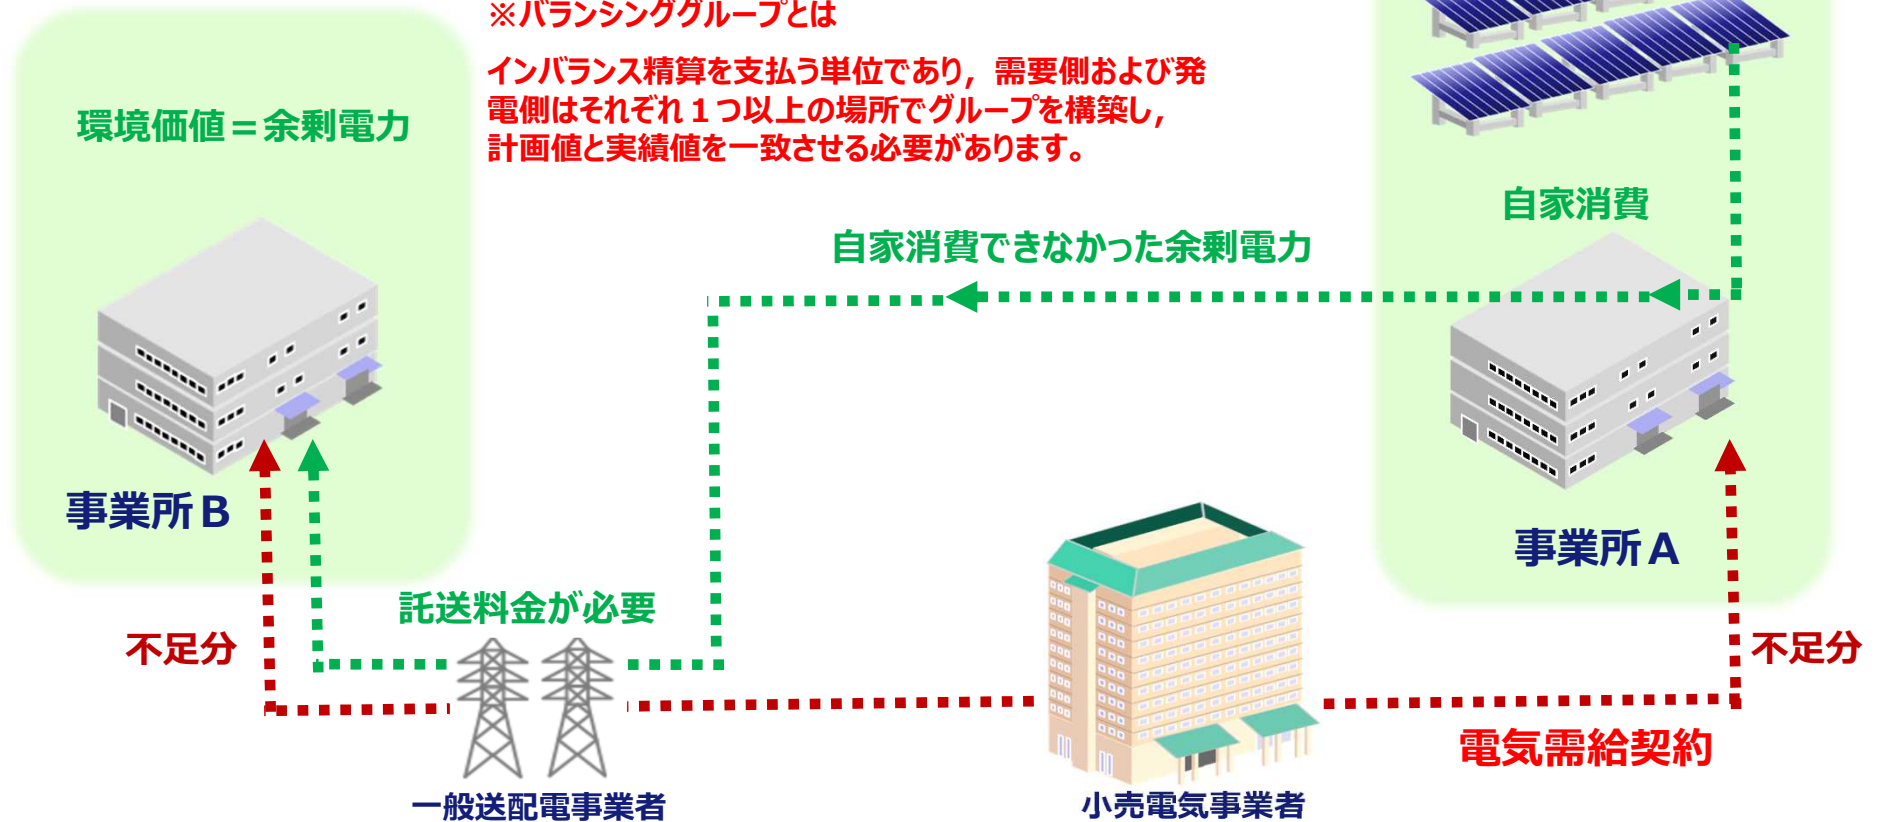 ※バランシンググループとは
インバランス精算を支払う単位であり，需要側および発
電側はそれぞれ１つ以上の場所でグループを構築し，
計画値と実績値を一致させる必要があります。
環境価値＝余剰電力
自家消費
自家消費できなかった余剰電力
事業所Ｂ
事業所Ａ
託送料金が必要
不足分
不足分
電気需給契約
一般送配電事業者
小売電気事業者